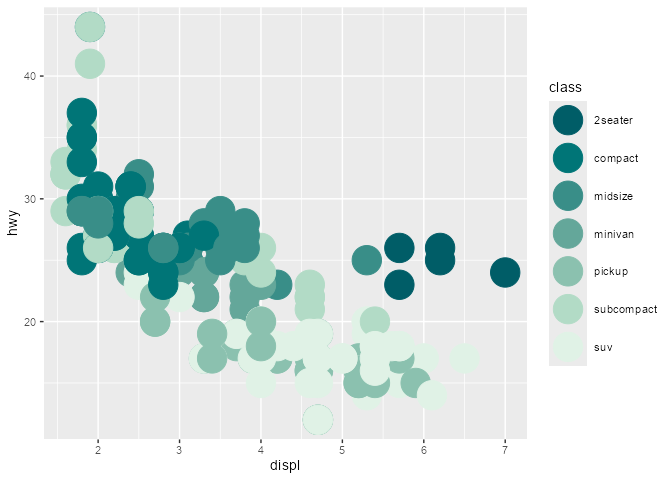 40
30
20
hwy
2
3
4
5
6
7
displ
class
2seater
compact
midsize
minivan
pickup
subcompact
suv